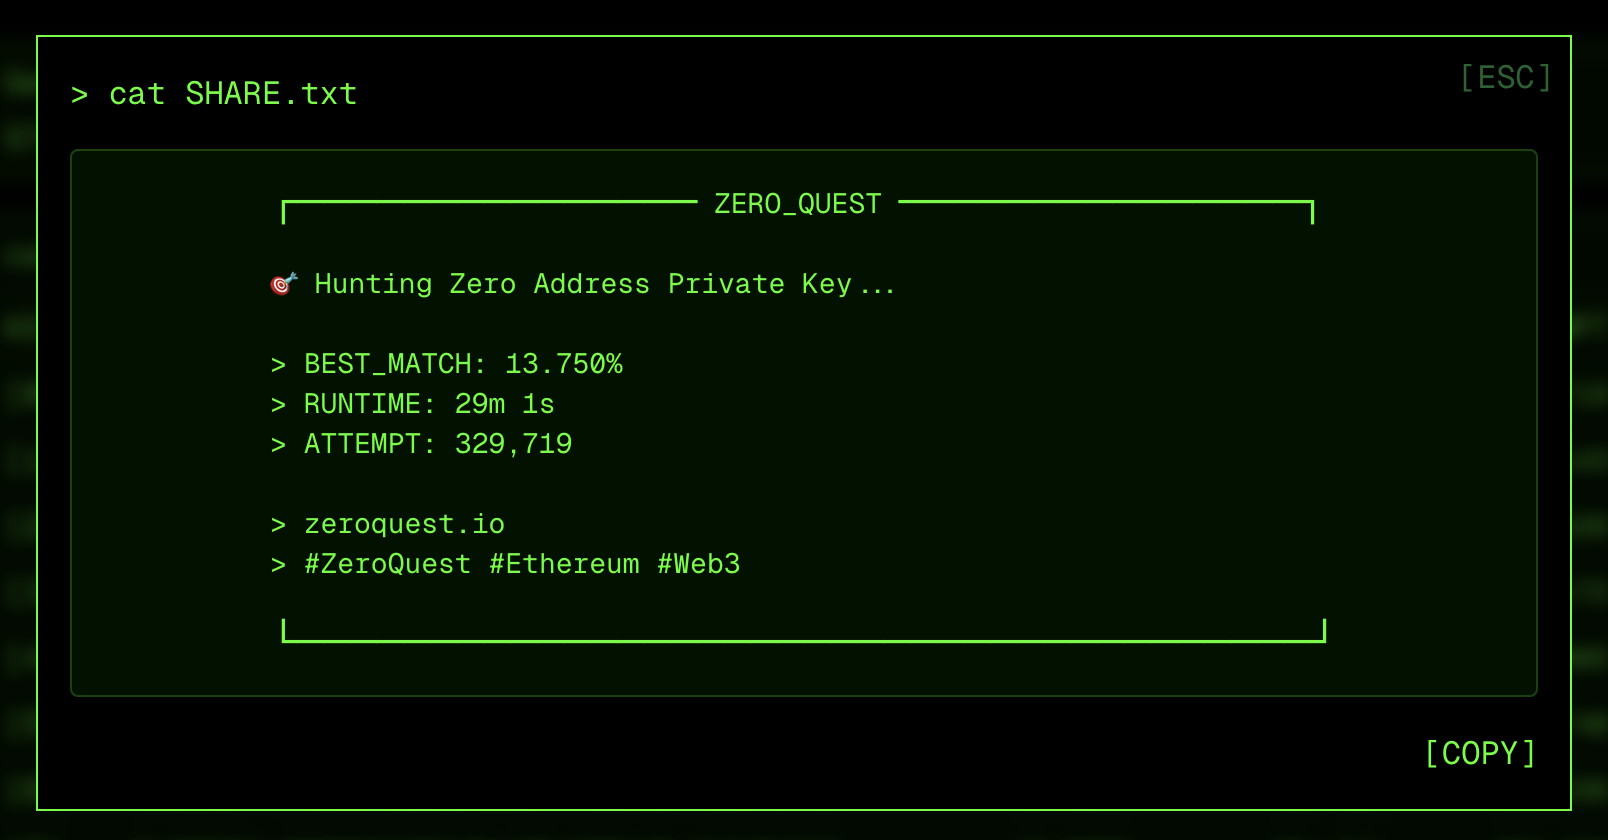 > cat SHARE.txt
[ESC]
ZERO_QUEST
🎯 Hunting Zero Address Private Key...
> BEST_MATCH: 13.750%
> RUNTIME: 29m 1s
> ATTEMPT: 329,719
> zeroquest.io
> #ZeroQuest #Ethereum #Web3
[COPY]